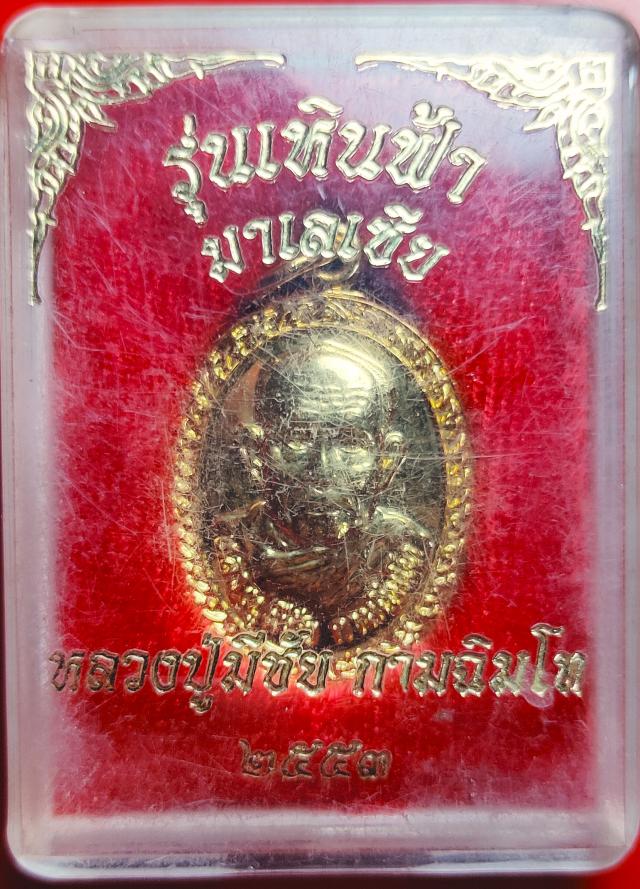 รุ่นเหินฟ้า
มาเลเซีย
หลวงปู่มีชัย กามฉินโท
๒๕๕๓